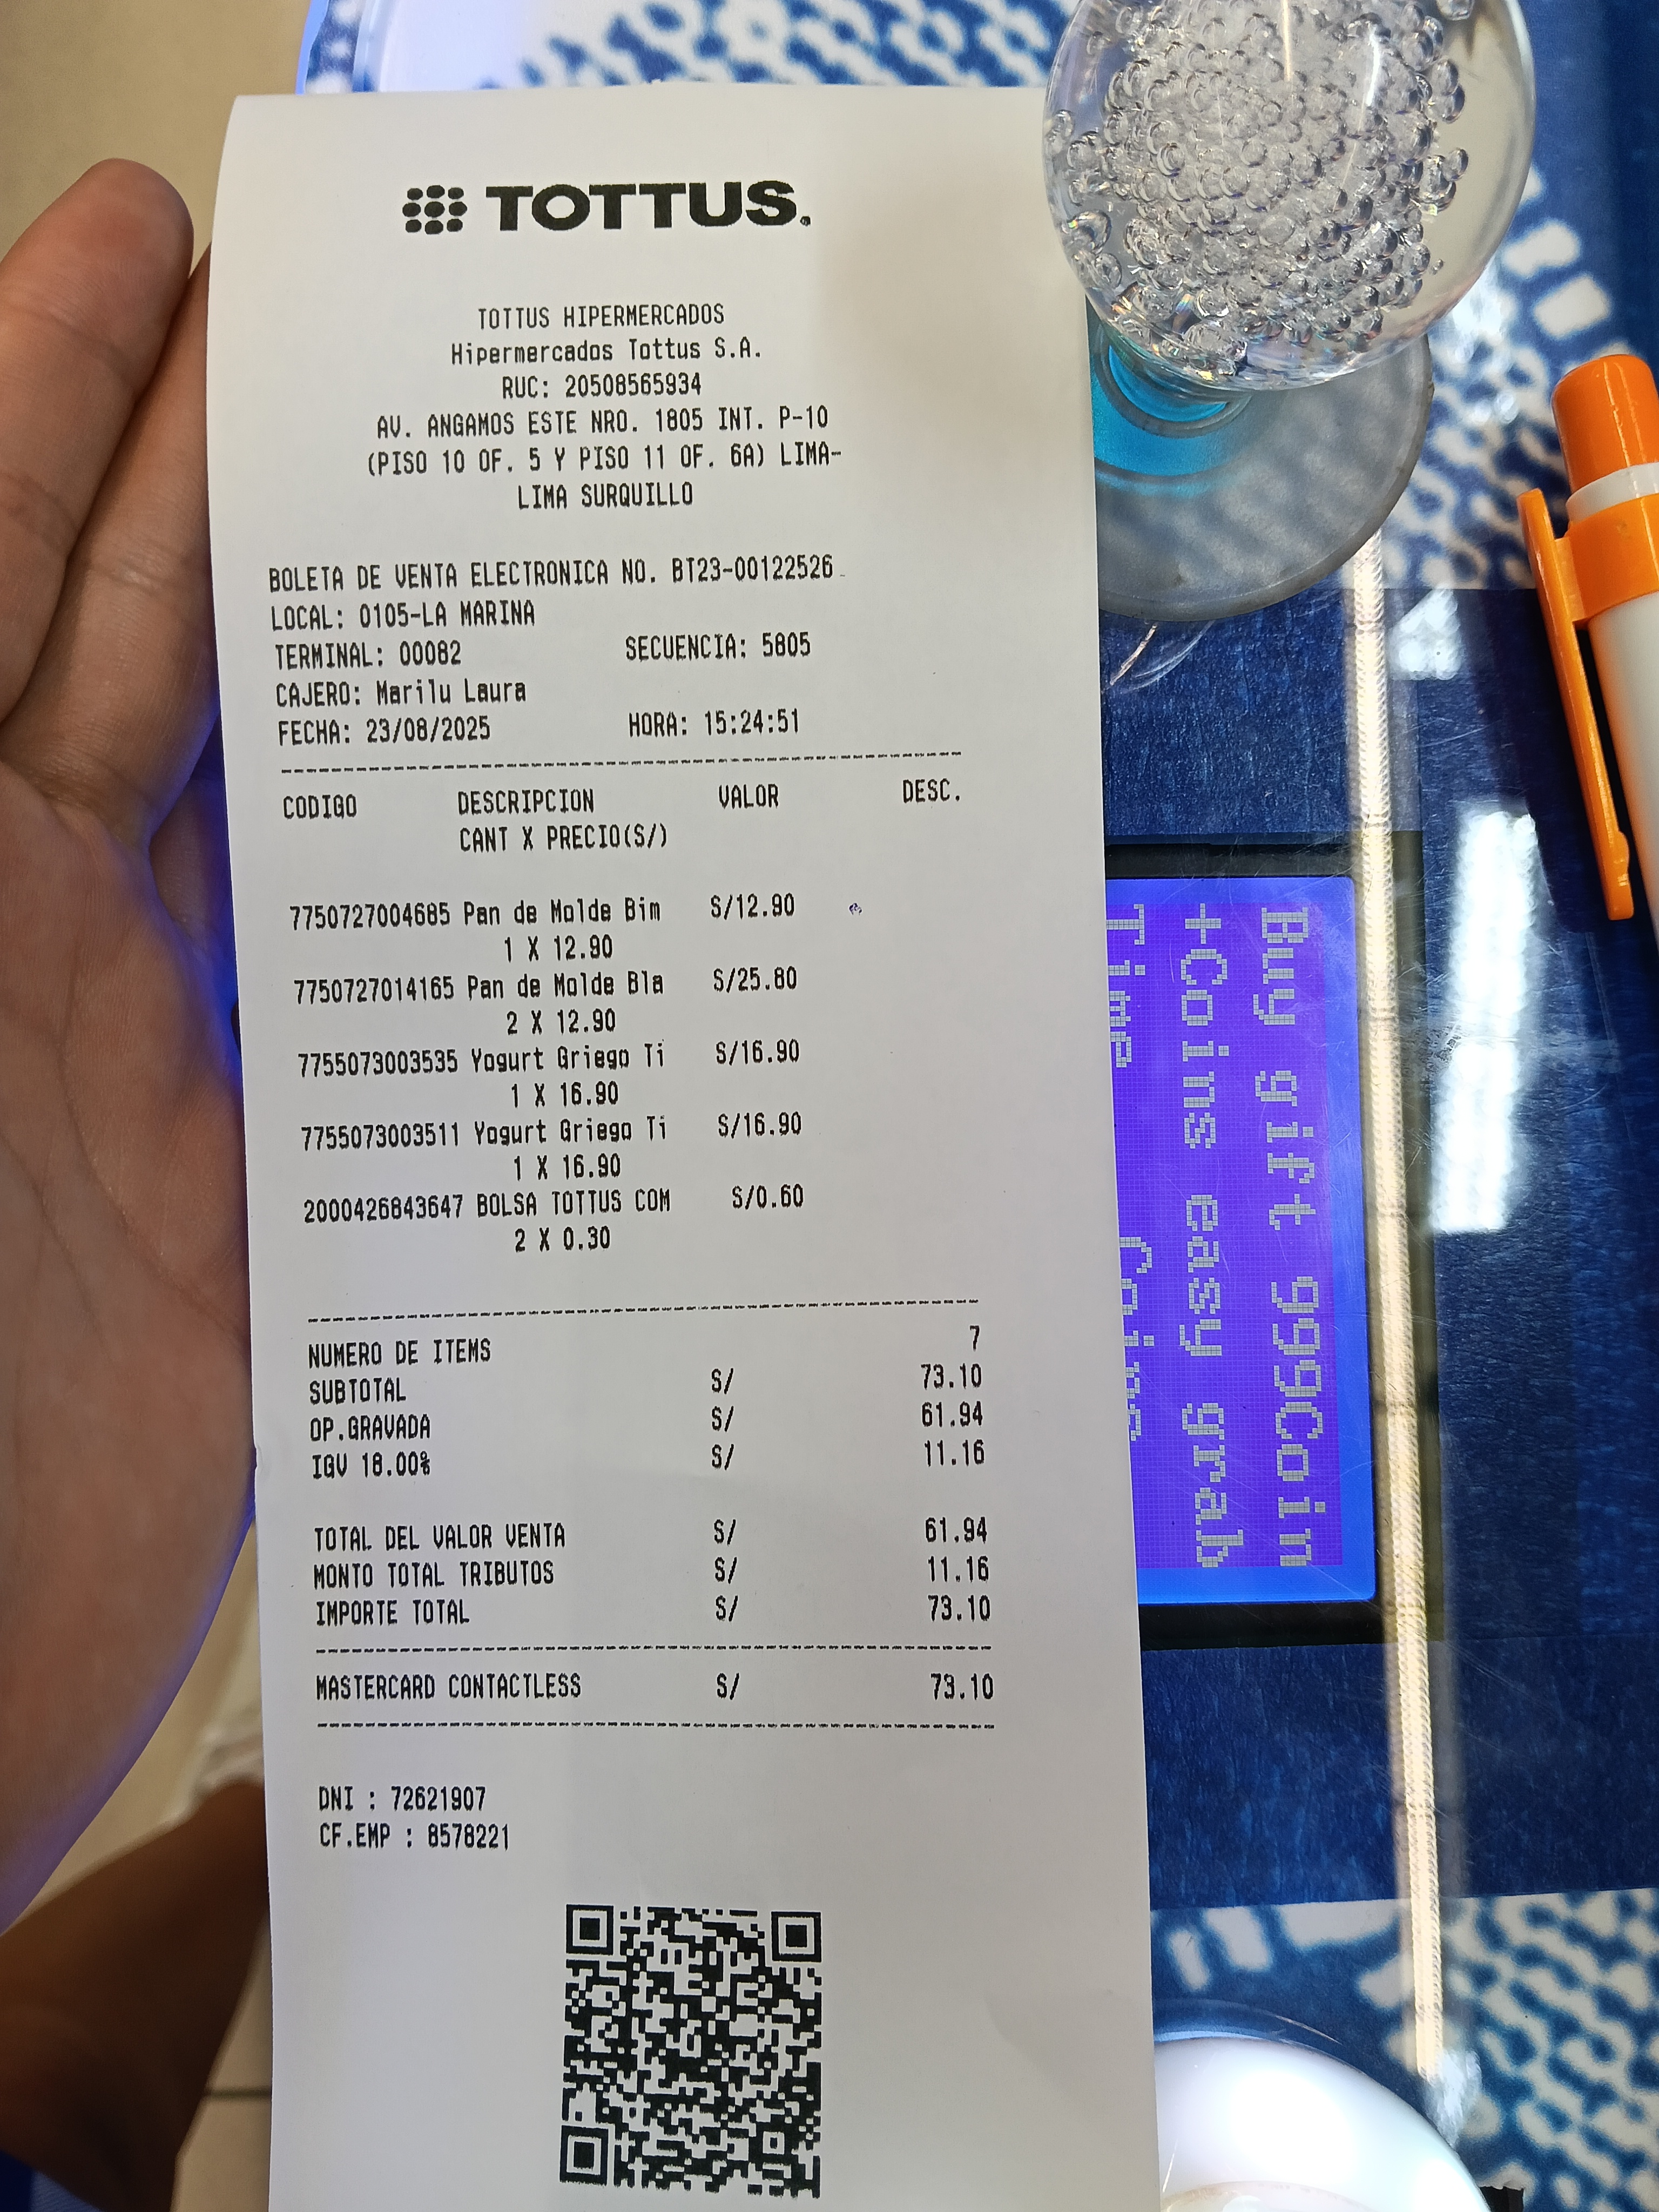 TOTTUS.
TOTTUS HIPERMERCADOS
Hipermercados Tottus S.A.
RUC: 20508565934
AV. ANGAMOS ESTE NRO. 1805 INT. P-10
(PISO 10 OF. 5 Y PISO 11 OF. 6A) LIMA-
LIMA SURQUILLO
BOLETA DE VENTA ELECTRONICA NO. BT23-00122526
LOCAL: 0105-LA MARINA
TERMINAL: 00082 SECUENCIA: 5805
CAJERO: Marilu Laura
FECHA: 23/08/2025 HORA: 15:24:51
CODIGO DESCRIPCION VALOR DESC.
CANT X PRECIO(S/)
7750727004685 Pan de Molde Bim S/12.90
1 X 12.90
7750727014165 Pan de Molde Bla S/25.80
2 X 12.90
7755073003535 Yogurt Griego Ti S/16.90
1 X 16.90
7755073003511 Yogurt Griego Ti S/16.90
1 X 16.90
2000426843647 BOLSA TOTTUS COM S/0.60
2 X 0.30
NUMERO DE ITEMS 7
SUBTOTAL S/ 73.10
OP.GRAVADA S/ 61.94
IGV 18.00% S/ 11.16
TOTAL DEL VALOR VENTA S/ 61.94
MONTO TOTAL TRIBUTOS S/ 11.16
IMPORTE TOTAL S/ 73.10
MASTERCARD CONTACTLESS S/ 73.10
DNI : 72621907
CF.EMP : 8578221
Buy gift gggCoin
+Coins easy grab
Time Coins